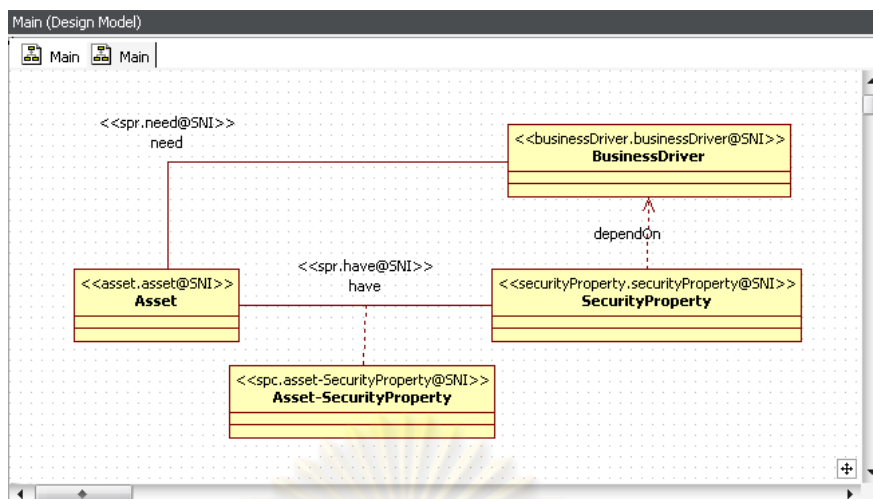 Main (Design Model)
Main Main
<<spr.need@SNI>>
need
<<businessDriver.businessDriver@SNI>>
BusinessDriver
dependOn
<<spr.have@SNI>>
have
<<asset.asset@SNI>>
Asset
<<securityProperty.securityProperty@SNI>>
SecurityProperty
<<spc.asset-SecurityProperty@SNI>>
Asset-SecurityProperty